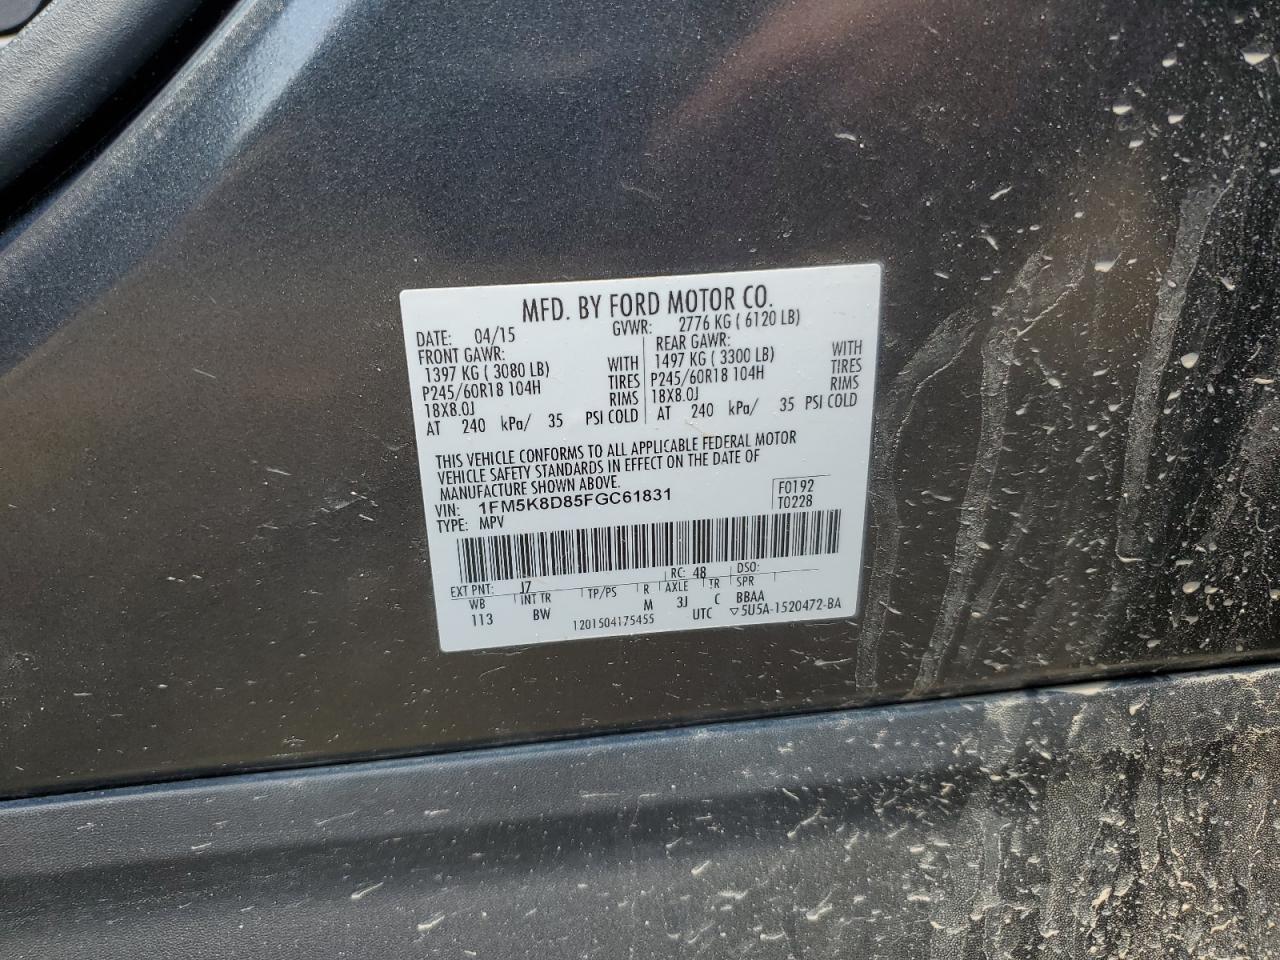 MFD. BY FORD MOTOR CO.
DATE: 04/15 GVWR: 2776 KG ( 6120 LB)
FRONT GAWR: REAR GAWR:
1397 KG ( 3080 LB) WITH 1497 KG ( 3300 LB) WITH
P245/60R18 104H TIRES P245/60R18 104H TIRES
18X8.0J RIMS 18X8.0J RIMS
AT 240 kPa/ 35 PSI COLD AT 240 kPa/ 35 PSI COLD
THIS VEHICLE CONFORMS TO ALL APPLICABLE FEDERAL MOTOR
VEHICLE SAFETY STANDARDS IN EFFECT ON THE DATE OF
MANUFACTURE SHOWN ABOVE.
VIN: 1FM5K8D85FGC61831 F0192
TYPE: MPV T0228
EXT PNT: J7 RC: 48 DSO:
WB INT TR TP/PS R AXLE TR SPR
113 BW M 3J C BBAA
1201504175455 UTC ▽5U5A-1520472-BA